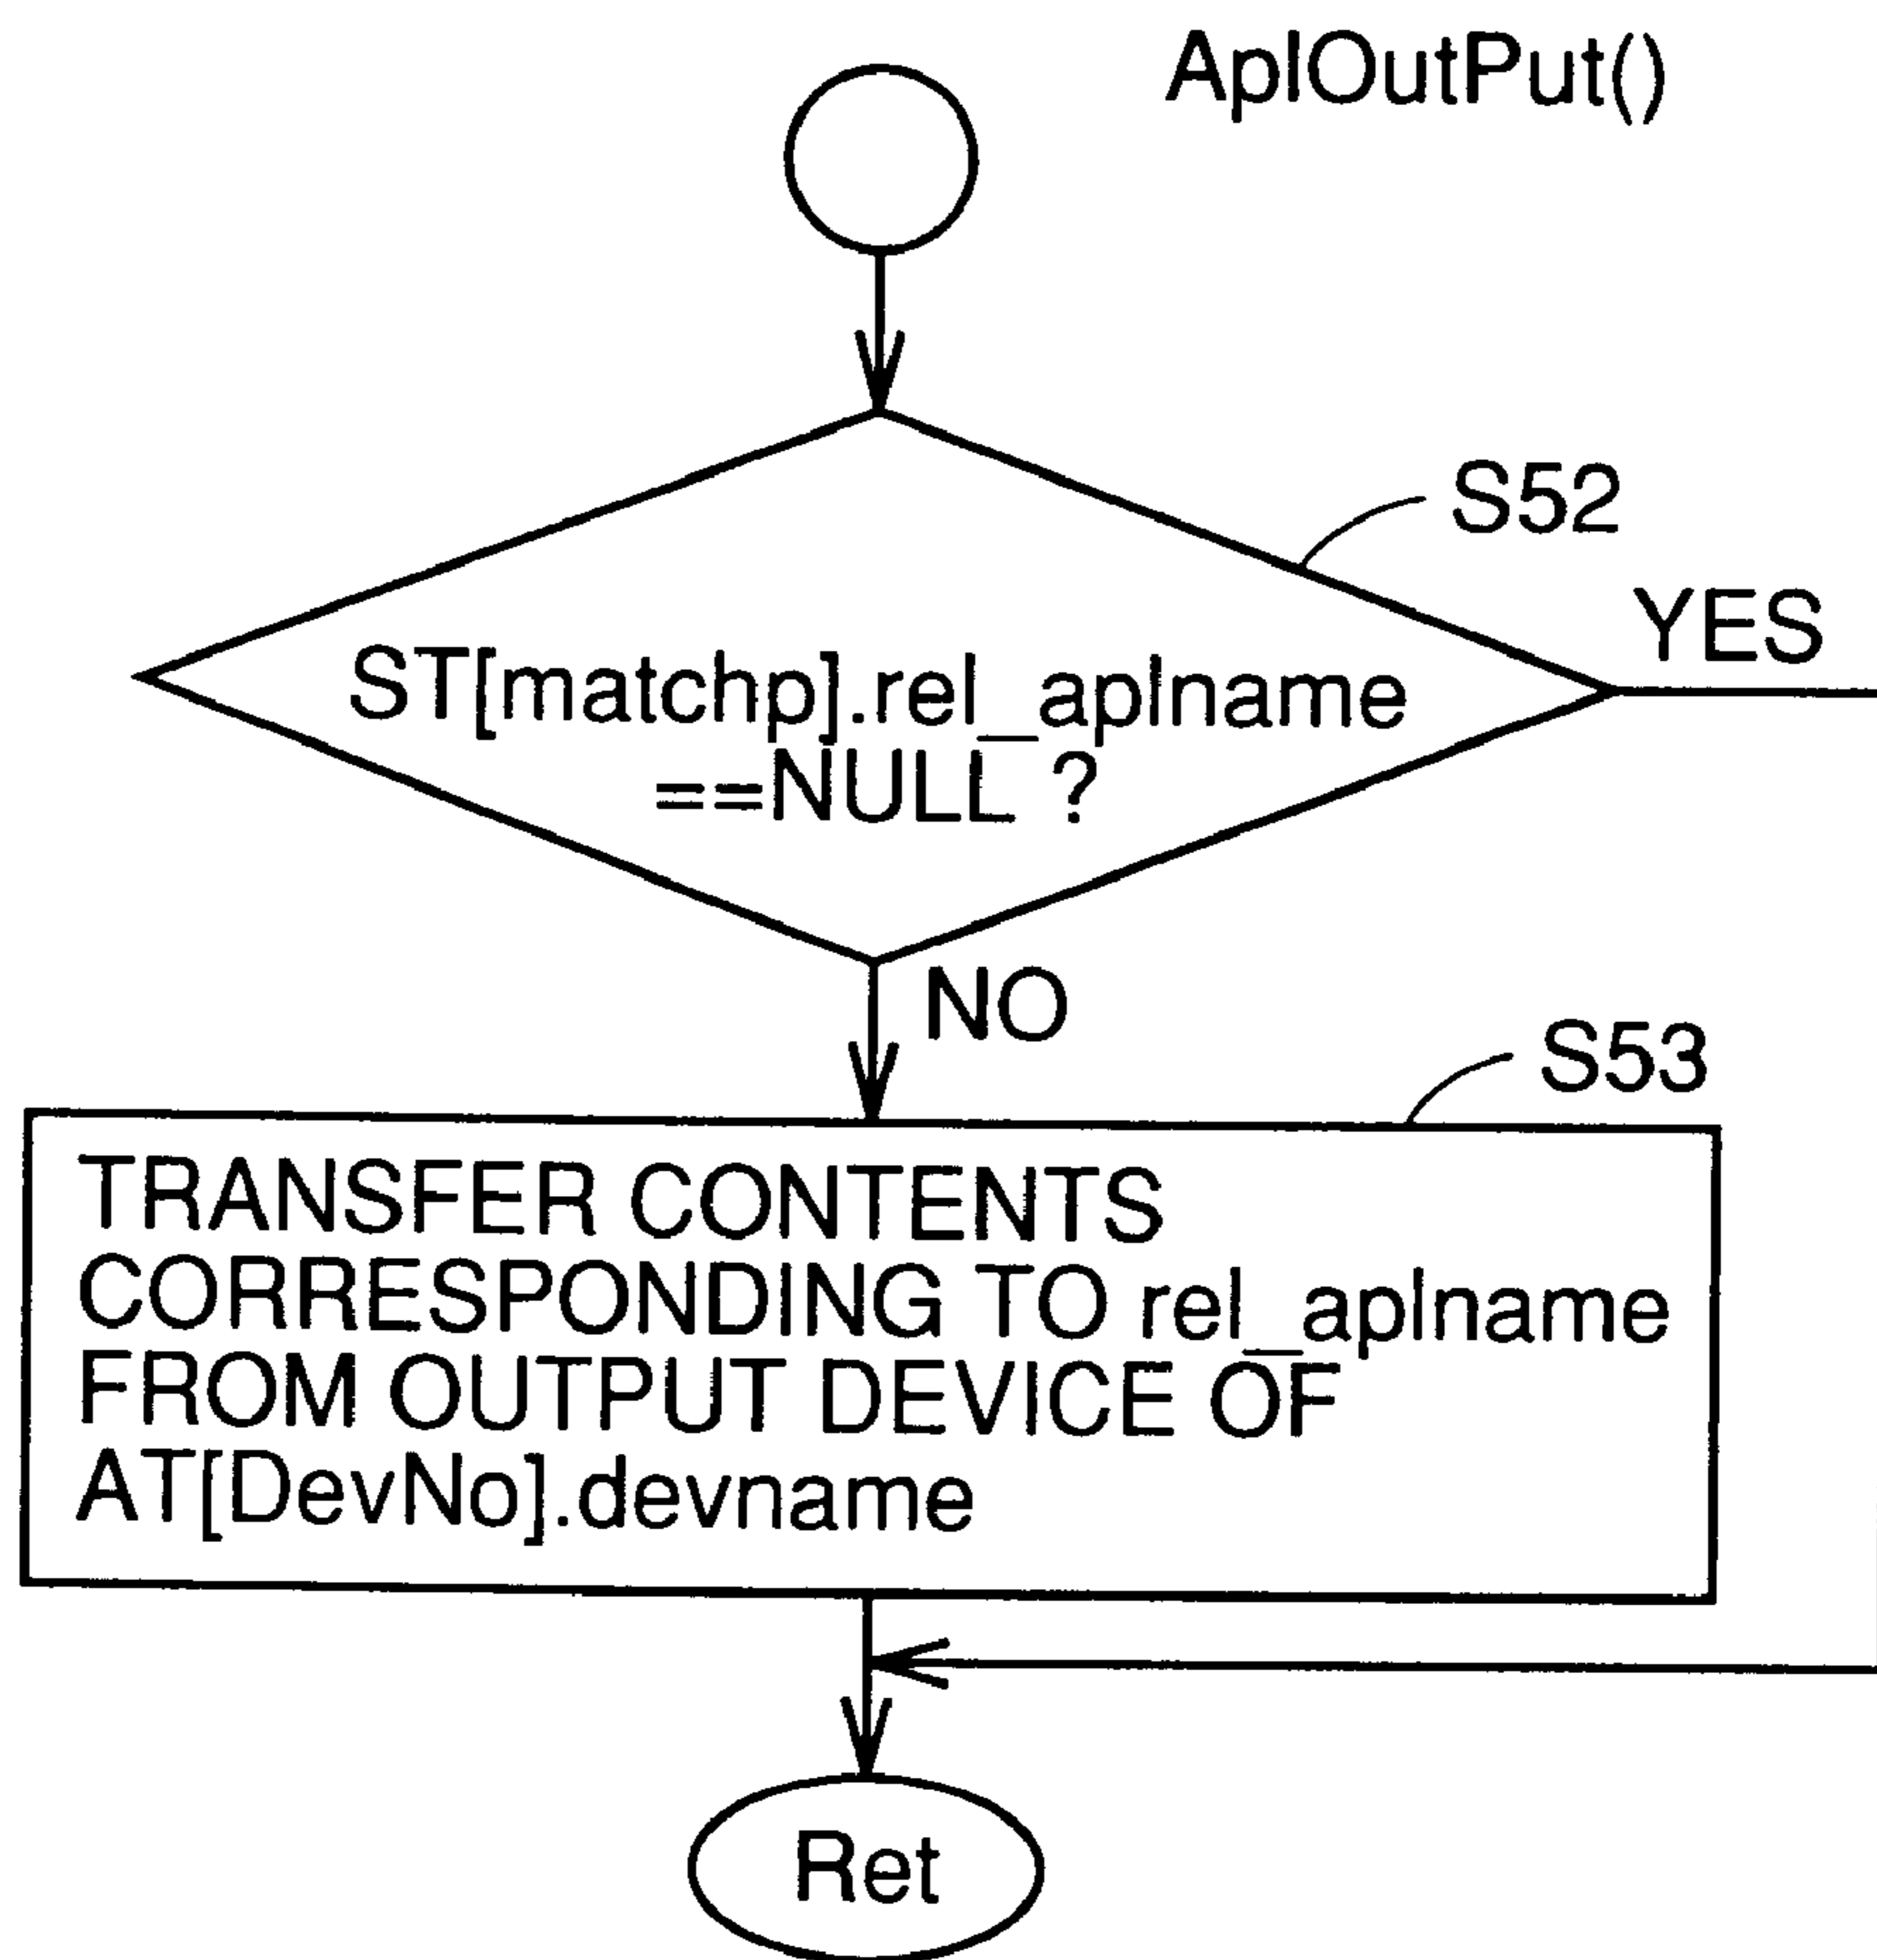 AplOutPut()
S52
YES
ST[matchp].rel_aplname
==NULL ?
NO
S53
TRANSFER CONTENTS
CORRESPONDING TO rel_aplname
FROM OUTPUT DEVICE OF
AT[DevNo].devname
Ret